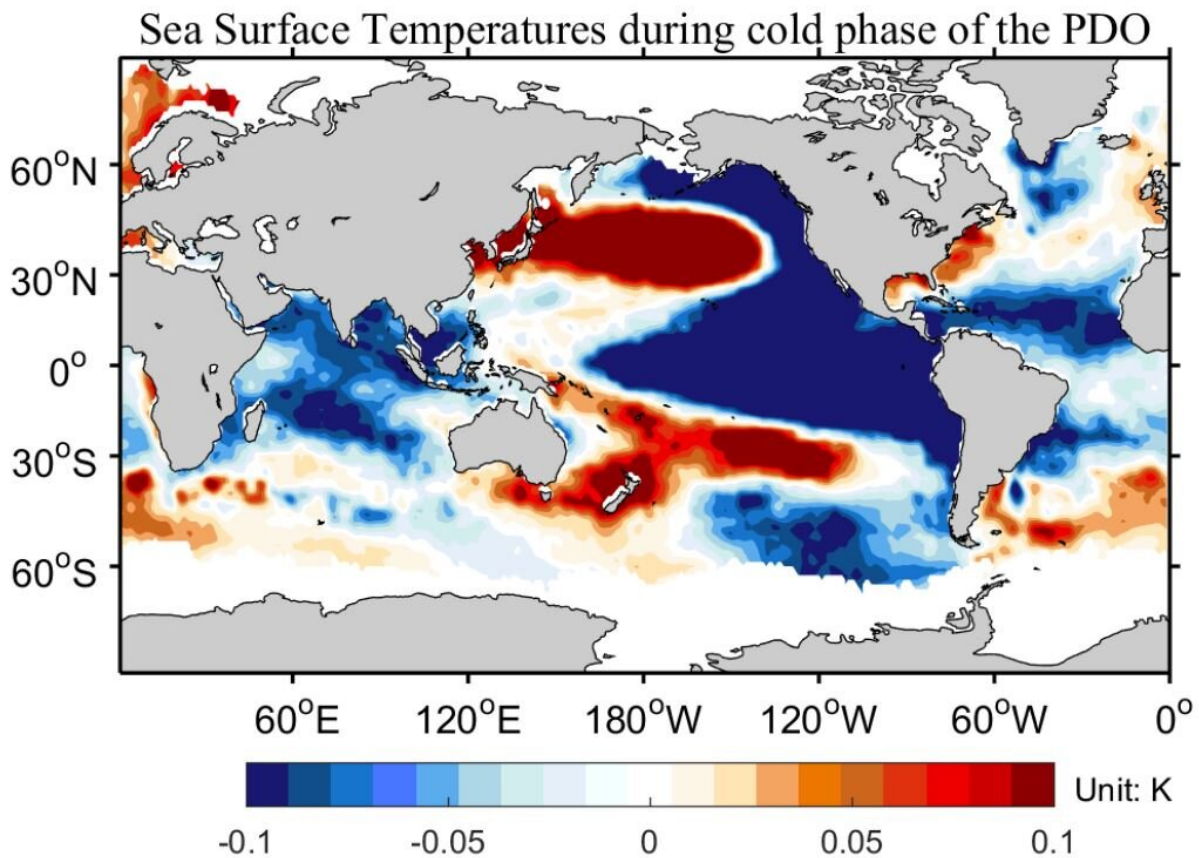 Sea Surface Temperatures during cold phase of the PDO
60°N
30°N
0°
30°S
60°S
60°E 120°E 180°W 120°W 60°W 0°
Unit: K
-0.1 -0.05 0 0.05 0.1